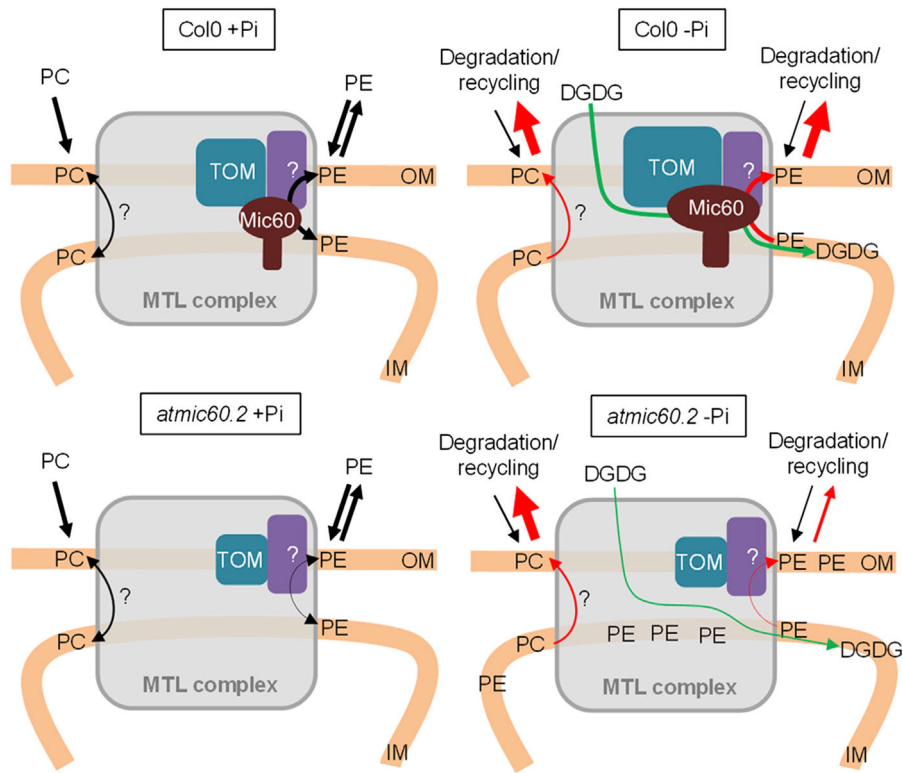 Col0 +Pi
PC
PE
TOM
?
PC
PE
OM
?
Mic60
PC
PE
MTL complex
IM
Col0 -Pi
Degradation/
recycling
DGDG
Degradation/
recycling
TOM
?
PC
PE
OM
?
Mic60
PC
PE
DGDG
MTL complex
IM
atmic60.2 +Pi
PC
PE
TOM
?
PC
PE
OM
?
PC
PE
MTL complex
IM
atmic60.2 -Pi
Degradation/
recycling
DGDG
Degradation/
recycling
TOM
?
PC
PE PE OM
?
PC
PE PE PE
PE
DGDG
PE
MTL complex
IM